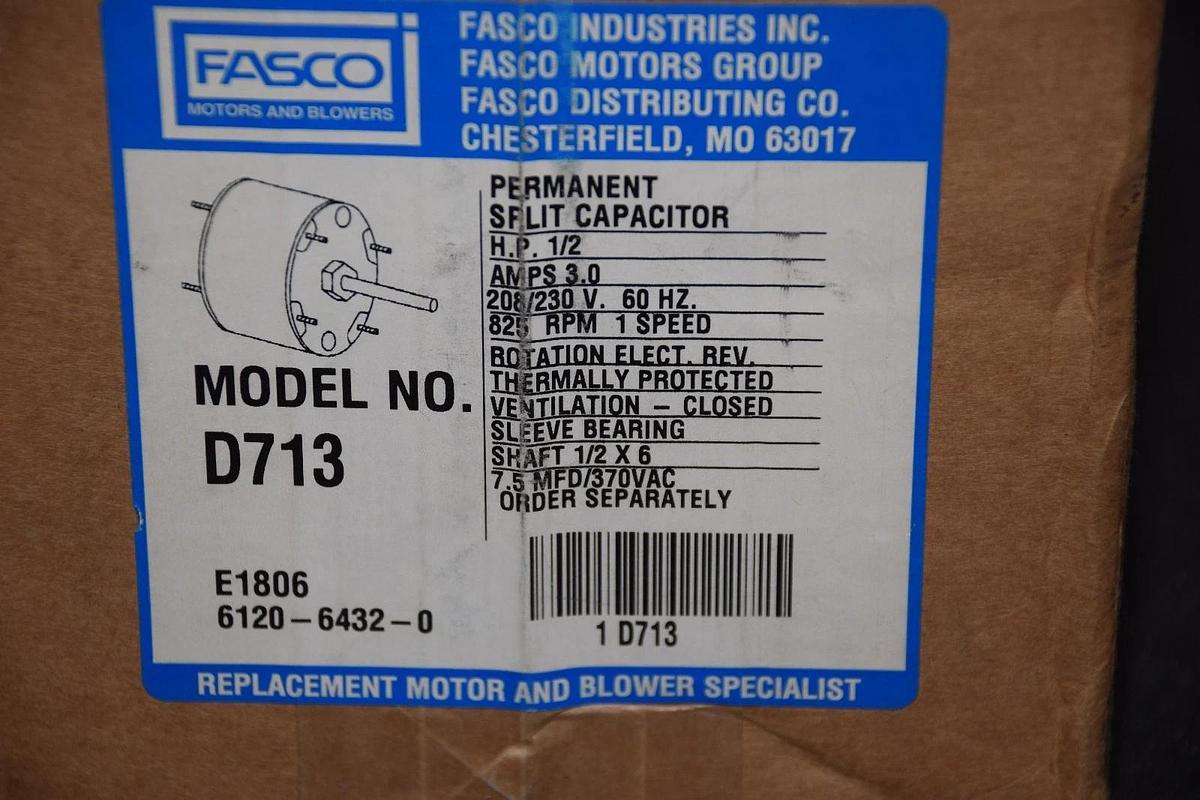 FASCO
MOTORS AND BLOWERS
FASCO INDUSTRIES INC.
FASCO MOTORS GROUP
FASCO DISTRIBUTING CO.
CHESTERFIELD, MO 63017
PERMANENT
SPLIT CAPACITOR
H.P. 1/2
AMPS 3.0
208/230 V. 60 HZ.
825 RPM 1 SPEED
ROTATION ELECT. REV.
THERMALLY PROTECTED
VENTILATION – CLOSED
SLEEVE BEARING
SHAFT 1/2 X 6
7.5 MFD/370VAC
ORDER SEPARATELY
MODEL NO.
D713
E1806
6120–6432–0
1 D713
REPLACEMENT MOTOR AND BLOWER SPECIALIST